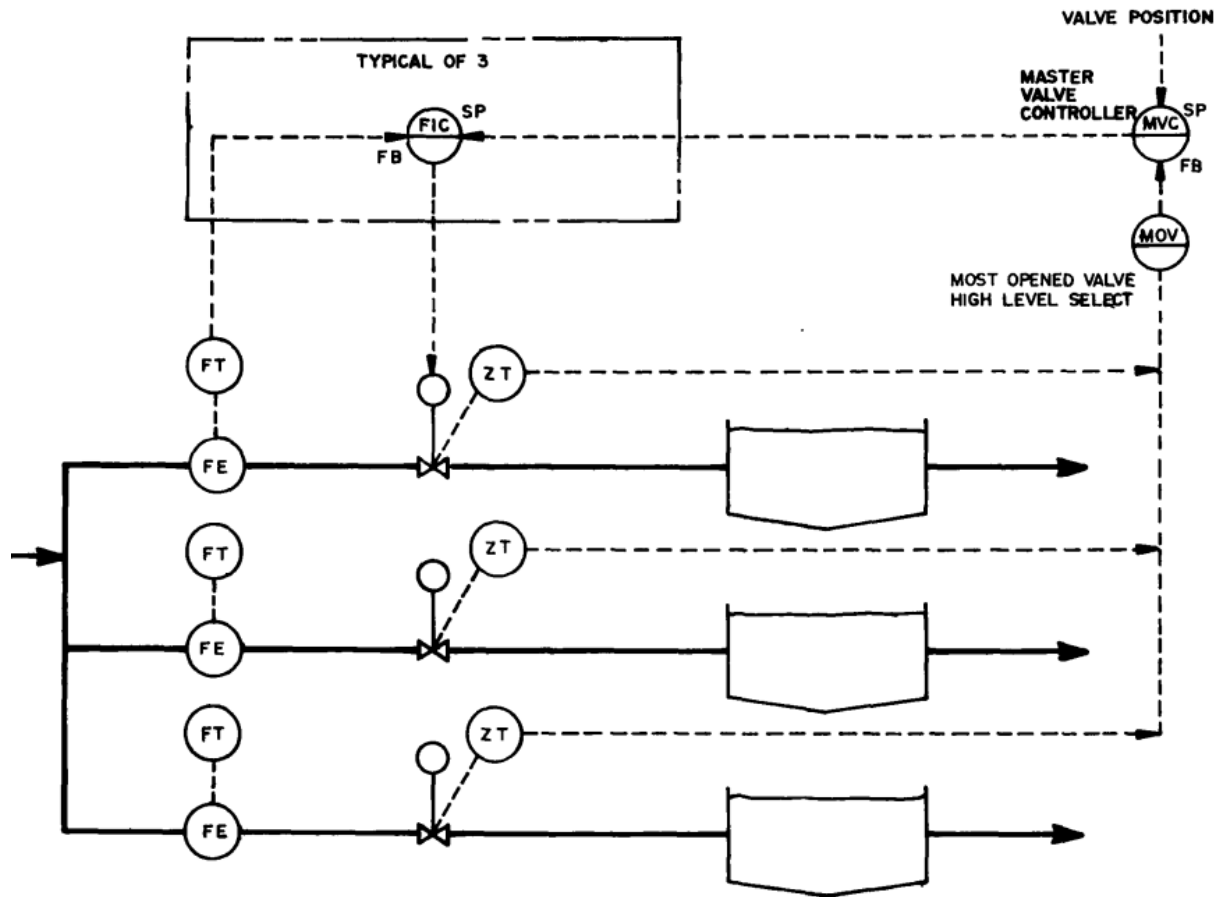 VALVE POSITION
TYPICAL OF 3
MASTER
VALVE
CONTROLLER
FIC
SP
FB
MVC
SP
FB
MOV
MOST OPENED VALVE
HIGH LEVEL SELECT
FT
ZT
FE
FT
ZT
FE
FT
ZT
FE